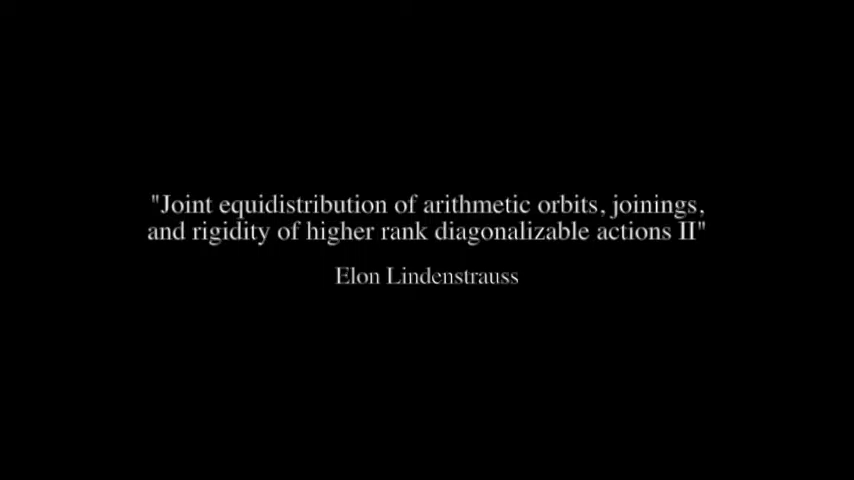 "Joint equidistribution of arithmetic orbits, joinings,
and rigidity of higher rank diagonalizable actions II"
Elon Lindenstrauss